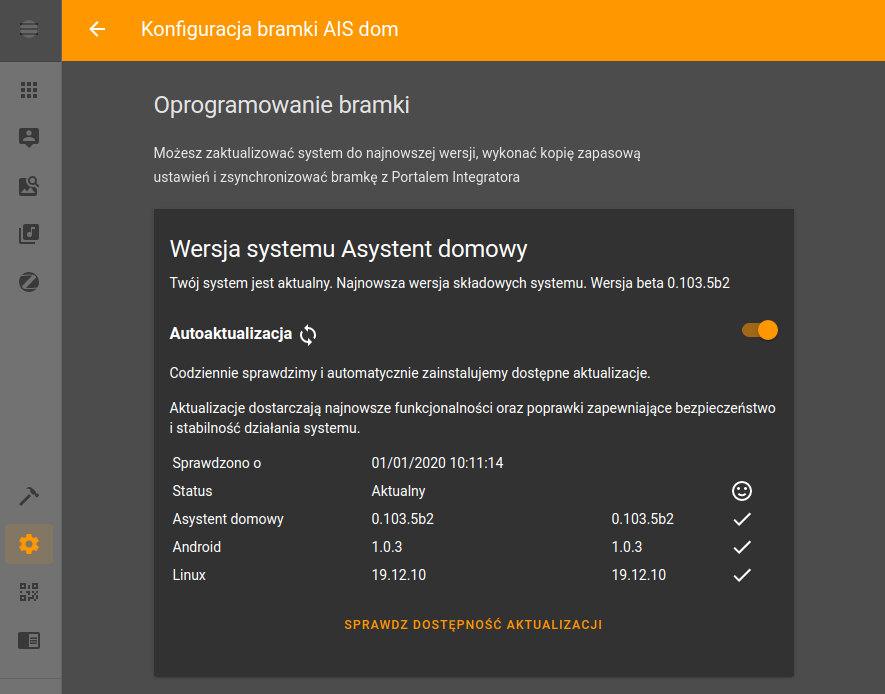 Konfiguracja bramki AIS dom
Oprogramowanie bramki
Możesz zaktualizować system do najnowszej wersji, wykonać kopię zapasową
ustawień i zsynchronizować bramkę z Portalem Integratora
Wersja systemu Asystent domowy
Twój system jest aktualny. Najnowsza wersja składowych systemu. Wersja beta 0.103.5b2
Autoaktualizacja
Codziennie sprawdzimy i automatycznie zainstalujemy dostępne aktualizacje.
Aktualizacje dostarczają najnowsze funkcjonalności oraz poprawki zapewniające bezpieczeństwo
i stabilność działania systemu.
Sprawdzono o 01/01/2020 10:11:14
Status Aktualny
Asystent domowy 0.103.5b2 0.103.5b2
Android 1.0.3 1.0.3
Linux 19.12.10 19.12.10
SPRAWDZ DOSTĘPNOŚĆ AKTUALIZACJI